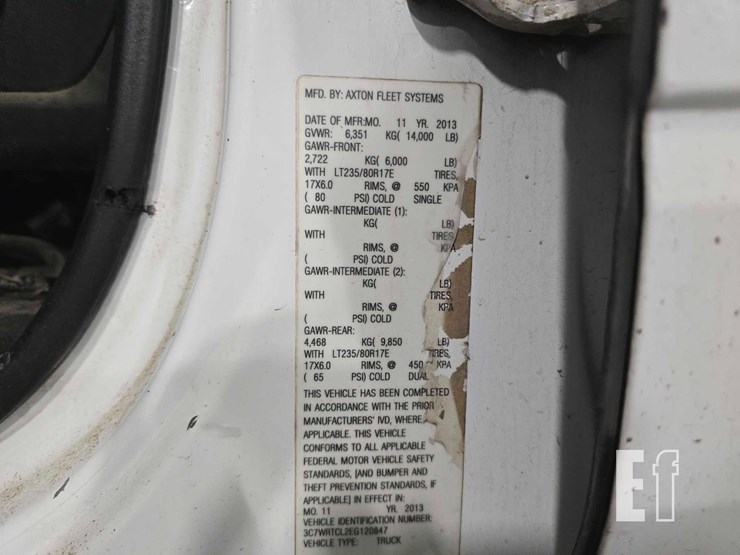 MFD. BY: AXTON FLEET SYSTEMS
DATE OF MFR:MO. 11 YR. 2013
GVWR: 6,351 KG( 14,000 LB)
GAWR-FRONT:
2,722 KG( 6,000 LB)
WITH LT235/80R17E TIRES,
17X6.0 RIMS, @ 550 KPA
( 80 PSI) COLD SINGLE
GAWR-INTERMEDIATE (1):
KG( LB)
WITH TIRES,
RIMS, @ KPA
( PSI) COLD
GAWR-INTERMEDIATE (2):
KG( LB)
WITH TIRES,
RIMS, @ KPA
( PSI) COLD
GAWR-REAR:
4,468 KG( 9,850 LB)
WITH LT235/80R17E TIRES,
17X6.0 RIMS, @ 450 KPA
( 65 PSI) COLD DUAL
THIS VEHICLE HAS BEEN COMPLETED
IN ACCORDANCE WITH THE PRIOR
MANUFACTURERS' IVD, WHERE
APPLICABLE. THIS VEHICLE
CONFORMS TO ALL APPLICABLE
FEDERAL MOTOR VEHICLE SAFETY
STANDARDS, [AND BUMPER AND
THEFT PREVENTION STANDARDS, IF
APPLICABLE] IN EFFECT IN:
MO. 11 YR. 2013
VEHICLE IDENTIFICATION NUMBER:
3C7WRTCL2EG120847
VEHICLE TYPE: TRUCK
Ef